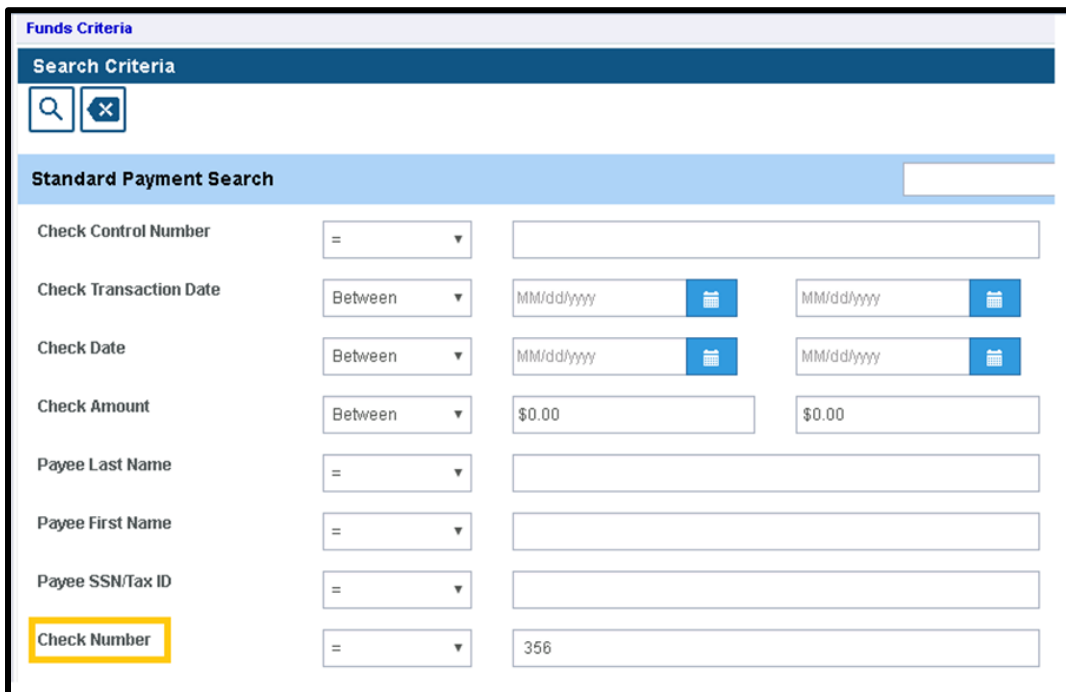 Funds Criteria
Search Criteria
Standard Payment Search
Check Control Number =
Check Transaction Date Between MM/dd/yyyy MM/dd/yyyy
Check Date Between MM/dd/yyyy MM/dd/yyyy
Check Amount Between $0.00 $0.00
Payee Last Name =
Payee First Name =
Payee SSN/Tax ID =
Check Number = 356